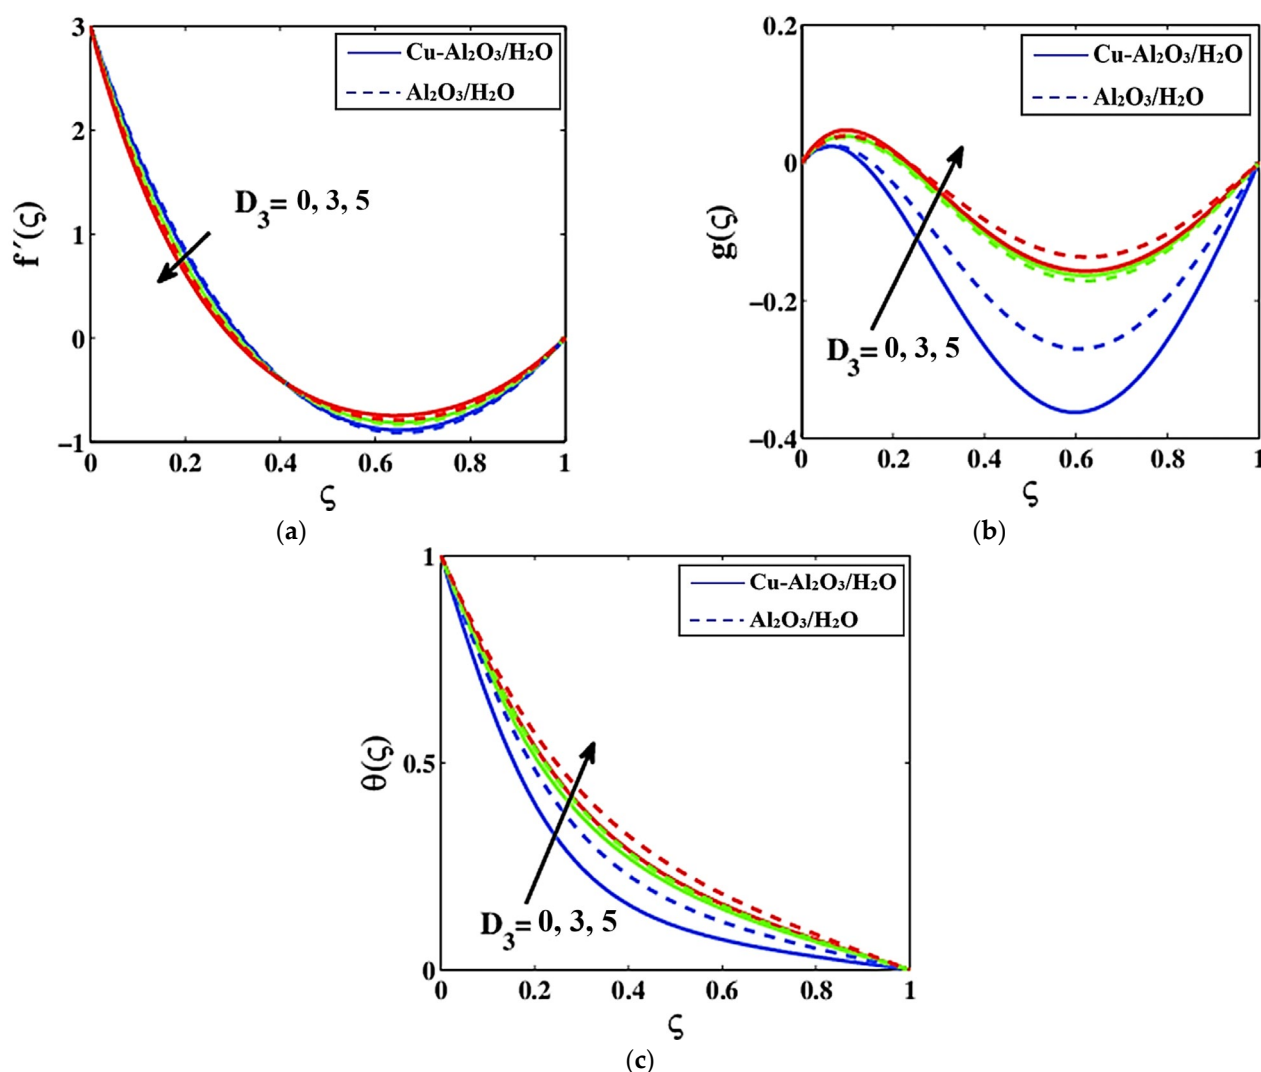 3
2
1
0
−1
0
0.2
0.4
0.6
0.8
1
f′(ς)
ς
Cu-Al₂O₃/H₂O
Al₂O₃/H₂O
D₃= 0, 3, 5
(a)
0.2
0
−0.2
−0.4
0
0.2
0.4
0.6
0.8
1
g(ς)
ς
Cu-Al₂O₃/H₂O
Al₂O₃/H₂O
D₃= 0, 3, 5
(b)
1
0.5
0
0.2
0.4
0.6
0.8
1
θ(ς)
ς
Cu-Al₂O₃/H₂O
Al₂O₃/H₂O
D₃= 0, 3, 5
(c)